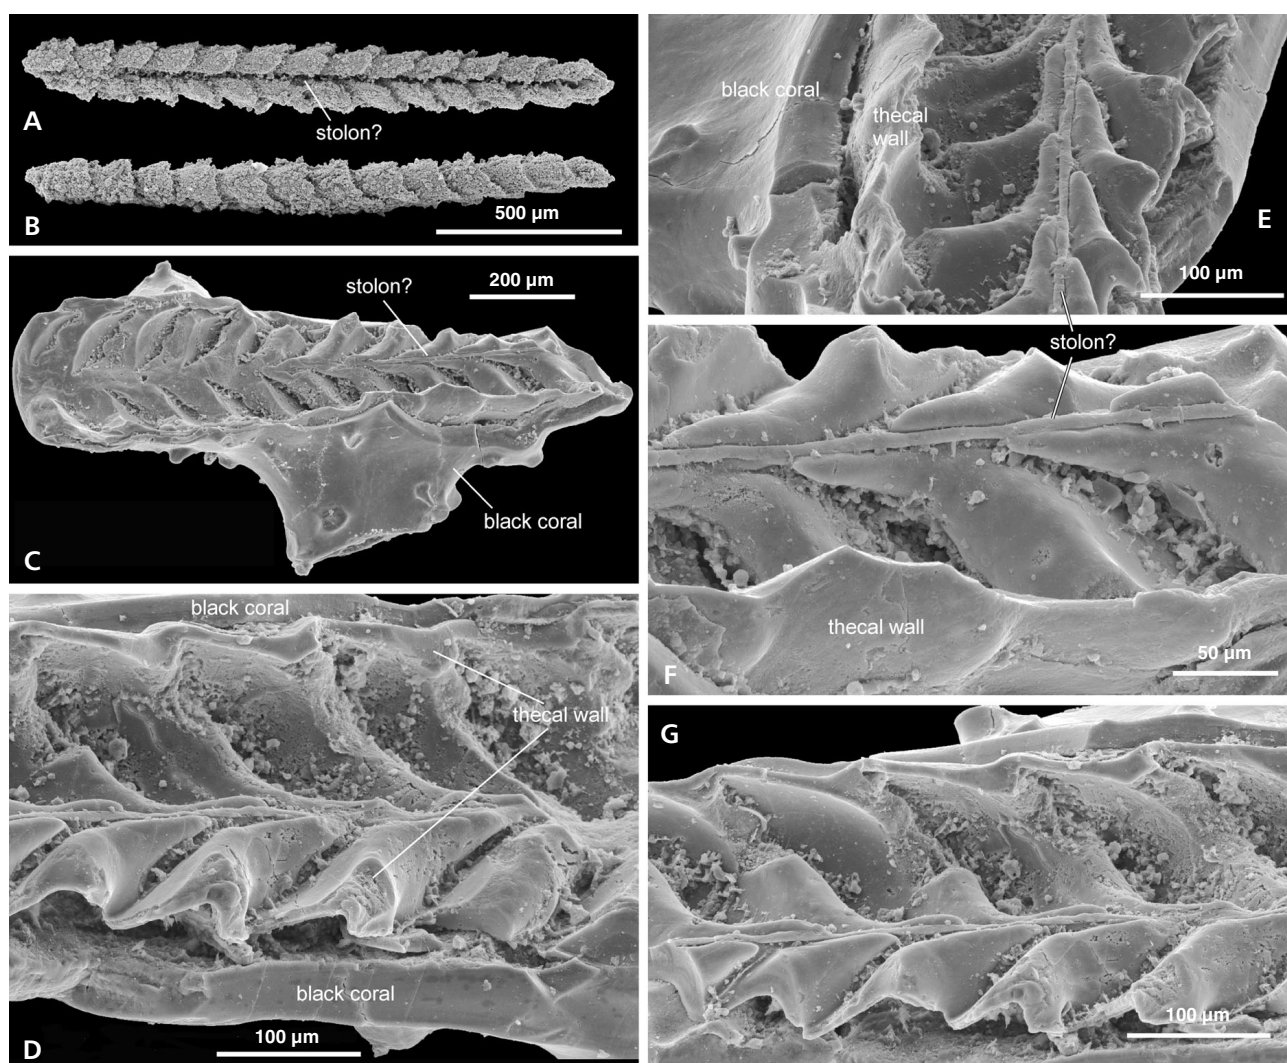 stolon?
A
500 µm
B
stolon?
200 µm
black coral
C
black coral
thecal wall
black coral
100 µm
D
black coral
thecal
wall
E
100 µm
stolon?
thecal wall
50 µm
F
G
100 µm